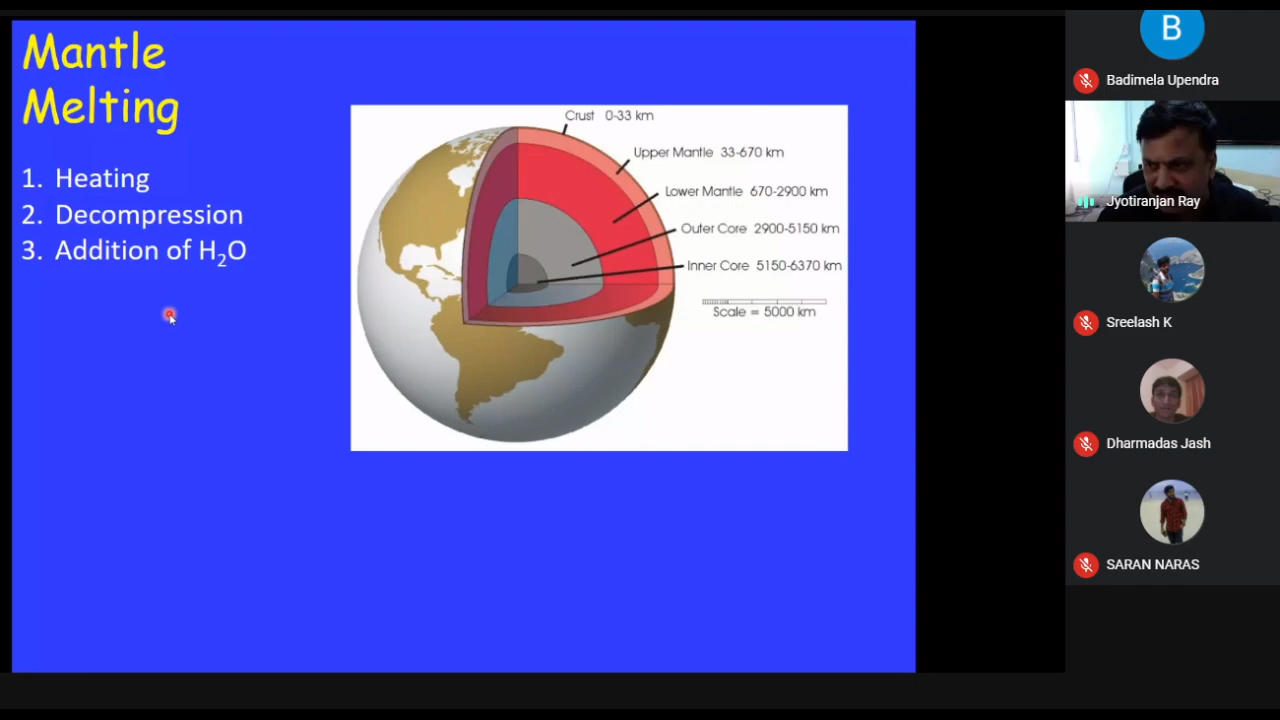 Mantle
Melting
1. Heating
2. Decompression
3. Addition of H₂O
Crust 0-33 km
Upper Mantle 33-670 km
Lower Mantle 670-2900 km
Outer Core 2900-5150 km
Inner Core 5150-6370 km
Scale = 5000 km
B
Badimela Upendra
Jyotiranjan Ray
Sreelash K
Dharmadas Jash
SARAN NARAS